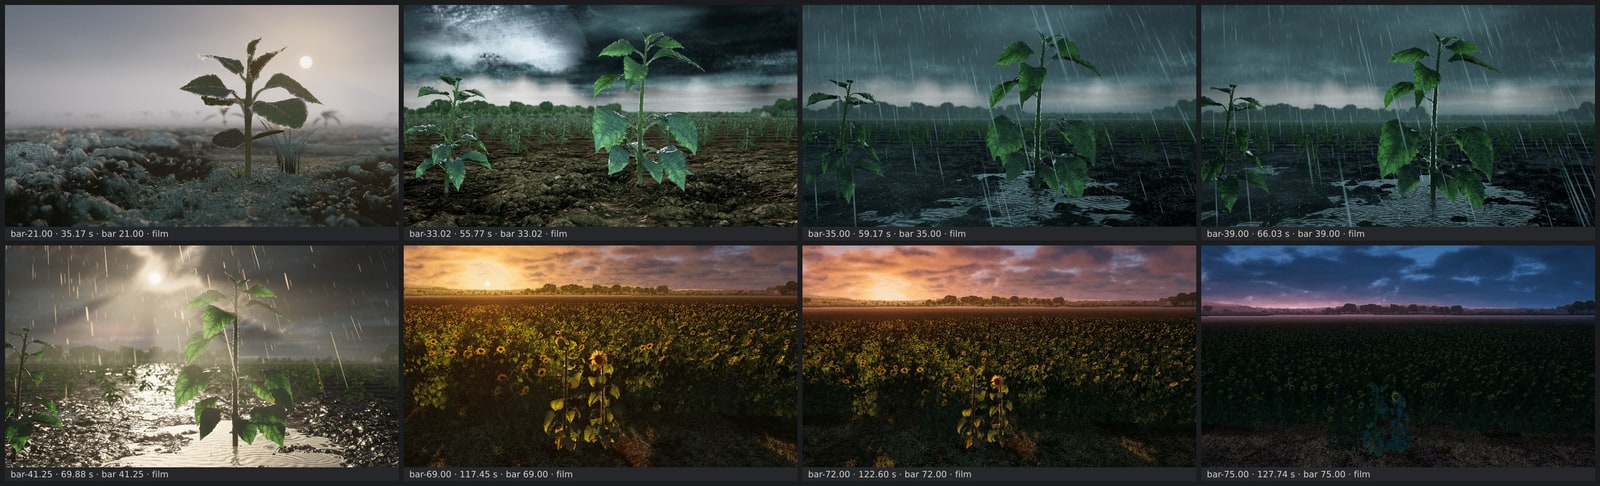 bar-21.00 · 35.17 s · bar 21.00 · film
bar-33.02 · 55.77 s · bar 33.02 · film
bar-35.00 · 59.17 s · bar 35.00 · film
bar-39.00 · 66.03 s · bar 39.00 · film
bar-41.25 · 69.88 s · bar 41.25 · film
bar-69.00 · 117.45 s · bar 69.00 · film
bar-72.00 · 122.60 s · bar 72.00 · film
bar-75.00 · 127.74 s · bar 75.00 · film